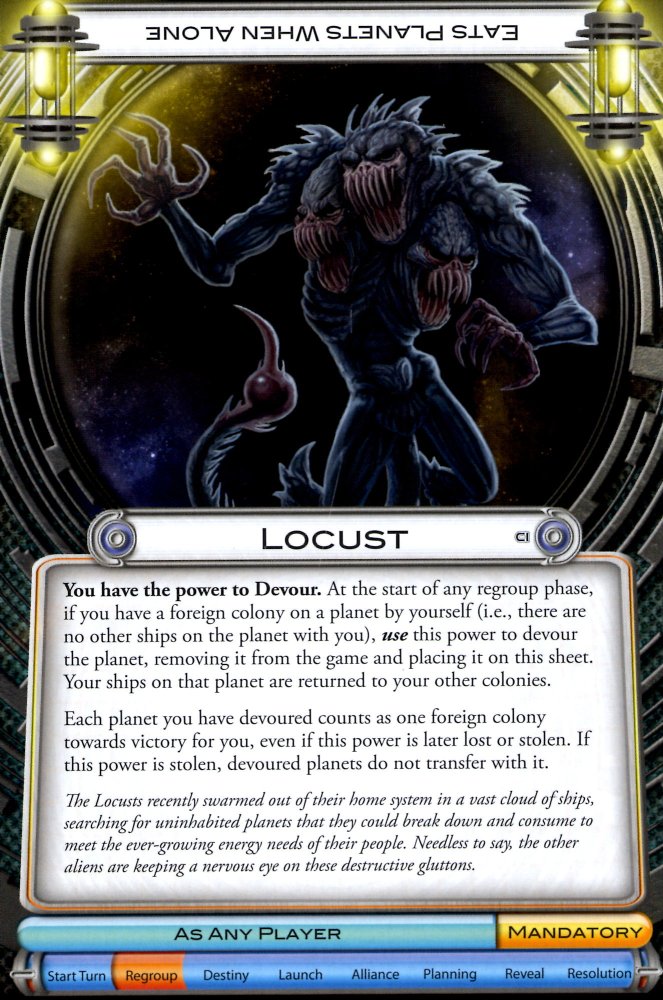 EATS PLANETS WHEN ALONE
LOCUST
CI
You have the power to Devour. At the start of any regroup phase,
if you have a foreign colony on a planet by yourself (i.e., there are
no other ships on the planet with you), use this power to devour
the planet, removing it from the game and placing it on this sheet.
Your ships on that planet are returned to your other colonies.
Each planet you have devoured counts as one foreign colony
towards victory for you, even if this power is later lost or stolen. If
this power is stolen, devoured planets do not transfer with it.
The Locusts recently swarmed out of their home system in a vast cloud of ships,
searching for uninhabited planets that they could break down and consume to
meet the ever-growing energy needs of their people. Needless to say, the other
aliens are keeping a nervous eye on these destructive gluttons.
AS ANY PLAYER MANDATORY
Start Turn Regroup Destiny Launch Alliance Planning Reveal Resolution